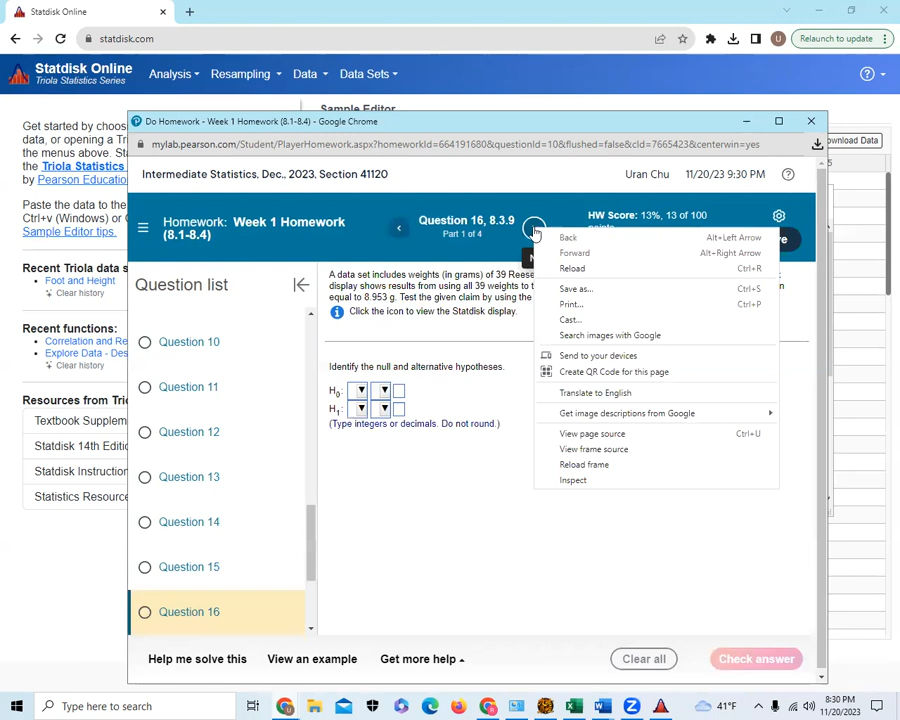 Statdisk Online
statdisk.com
Relaunch to update
Statdisk Online
Triola Statistics Series
Analysis
Resampling
Data
Data Sets
Sample Editor
Get started by choos
data, or opening a Tri
the menus above. Sta
the Triola Statistics
by Pearson Educatio
Paste the data to the
Ctrl+v (Windows) or C
Sample Editor tips.
Recent Triola data s
Foot and Height
Clear history
Recent functions:
Correlation and Re
Explore Data - Des
Clear history
Resources from Trio
Textbook Supplem
Statdisk 14th Editio
Statdisk Instruction
Statistics Resource
wnload Data
5
Do Homework - Week 1 Homework (8.1-8.4) - Google Chrome
mylab.pearson.com/Student/PlayerHomework.aspx?homeworkId=664191680&questionId=10&flushed=false&cId=7665423&centerwin=yes
Intermediate Statistics, Dec., 2023, Section 41120
Uran Chu
11/20/23 9:30 PM
Homework: Week 1 Homework
(8.1-8.4)
Question 16, 8.3.9
Part 1 of 4
HW Score: 13%, 13 of 100
points
Question list
Question 10
Question 11
Question 12
Question 13
Question 14
Question 15
Question 16
A data set includes weights (in grams) of 39 Reese
display shows results from using all 39 weights to t
equal to 8.953 g. Test the given claim by using the
Click the icon to view the Statdisk display.
Identify the null and alternative hypotheses.
H0:
H1:
(Type integers or decimals. Do not round.)
Back Alt+Left Arrow
Forward Alt+Right Arrow
Reload Ctrl+R
Save as... Ctrl+S
Print... Ctrl+P
Cast...
Search images with Google
Send to your devices
Create QR Code for this page
Translate to English
Get image descriptions from Google
View page source Ctrl+U
View frame source
Reload frame
Inspect
Help me solve this
View an example
Get more help
Clear all
Check answer
Type here to search
41°F
8:30 PM
11/20/2023